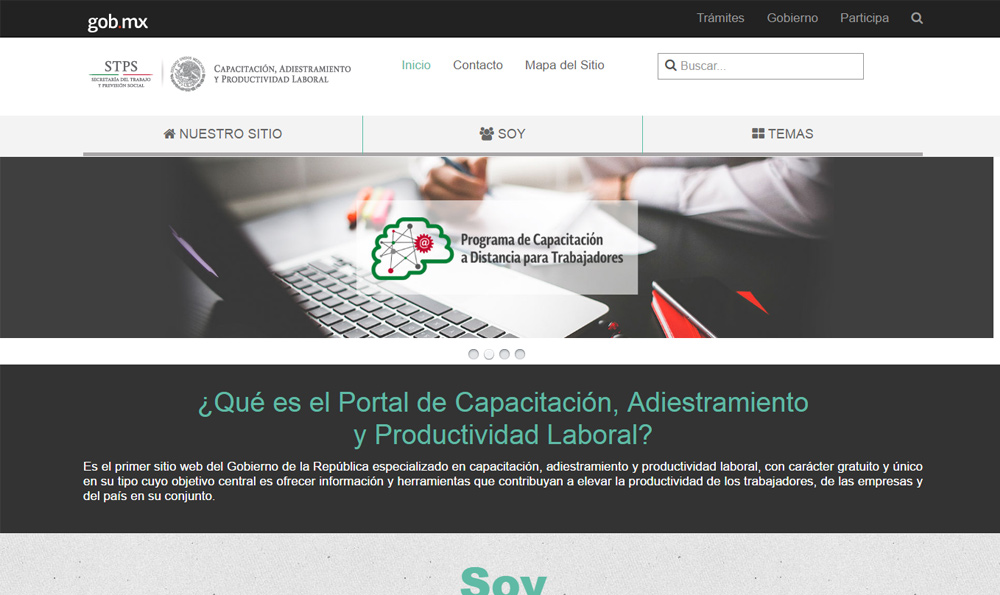 gob.mx
Trámites Gobierno Participa
STPS
SECRETARÍA DEL TRABAJO
Y PREVISIÓN SOCIAL
CAPACITACIÓN, ADIESTRAMIENTO
Y PRODUCTIVIDAD LABORAL
Inicio Contacto Mapa del Sitio
Buscar...
NUESTRO SITIO SOY TEMAS
@
Programa de Capacitación
a Distancia para Trabajadores
¿Qué es el Portal de Capacitación, Adiestramiento
y Productividad Laboral?
Es el primer sitio web del Gobierno de la República especializado en capacitación, adiestramiento y productividad laboral, con carácter gratuito y único
en su tipo cuyo objetivo central es ofrecer información y herramientas que contribuyan a elevar la productividad de los trabajadores, de las empresas y
del país en su conjunto.
Soy